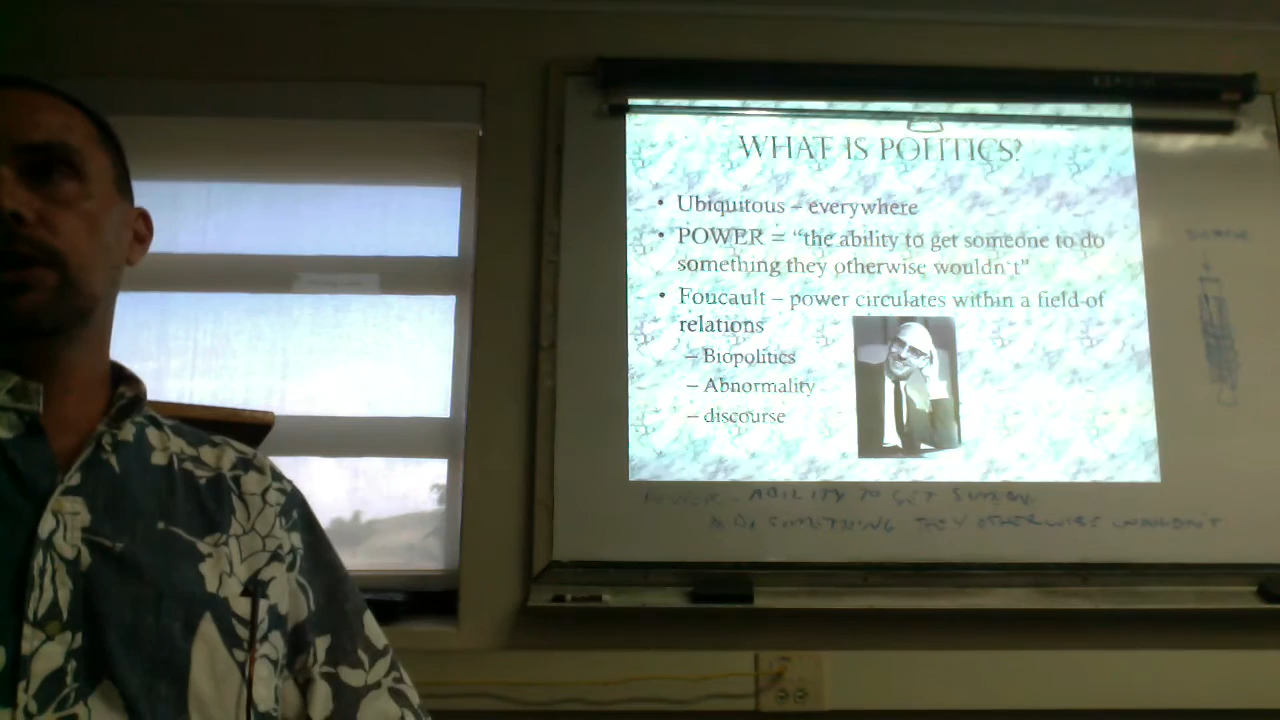 WHAT IS POLITICS?
• Ubiquitous – everywhere
• POWER = "the ability to get someone to do
something they otherwise wouldn't"
• Foucault – power circulates within a field of
relations
– Biopolitics
– Abnormality
– discourse
POWER - ABILITY TO GET SOMEONE
TO DO SOMETHING THEY OTHERWISE WOULDN'T